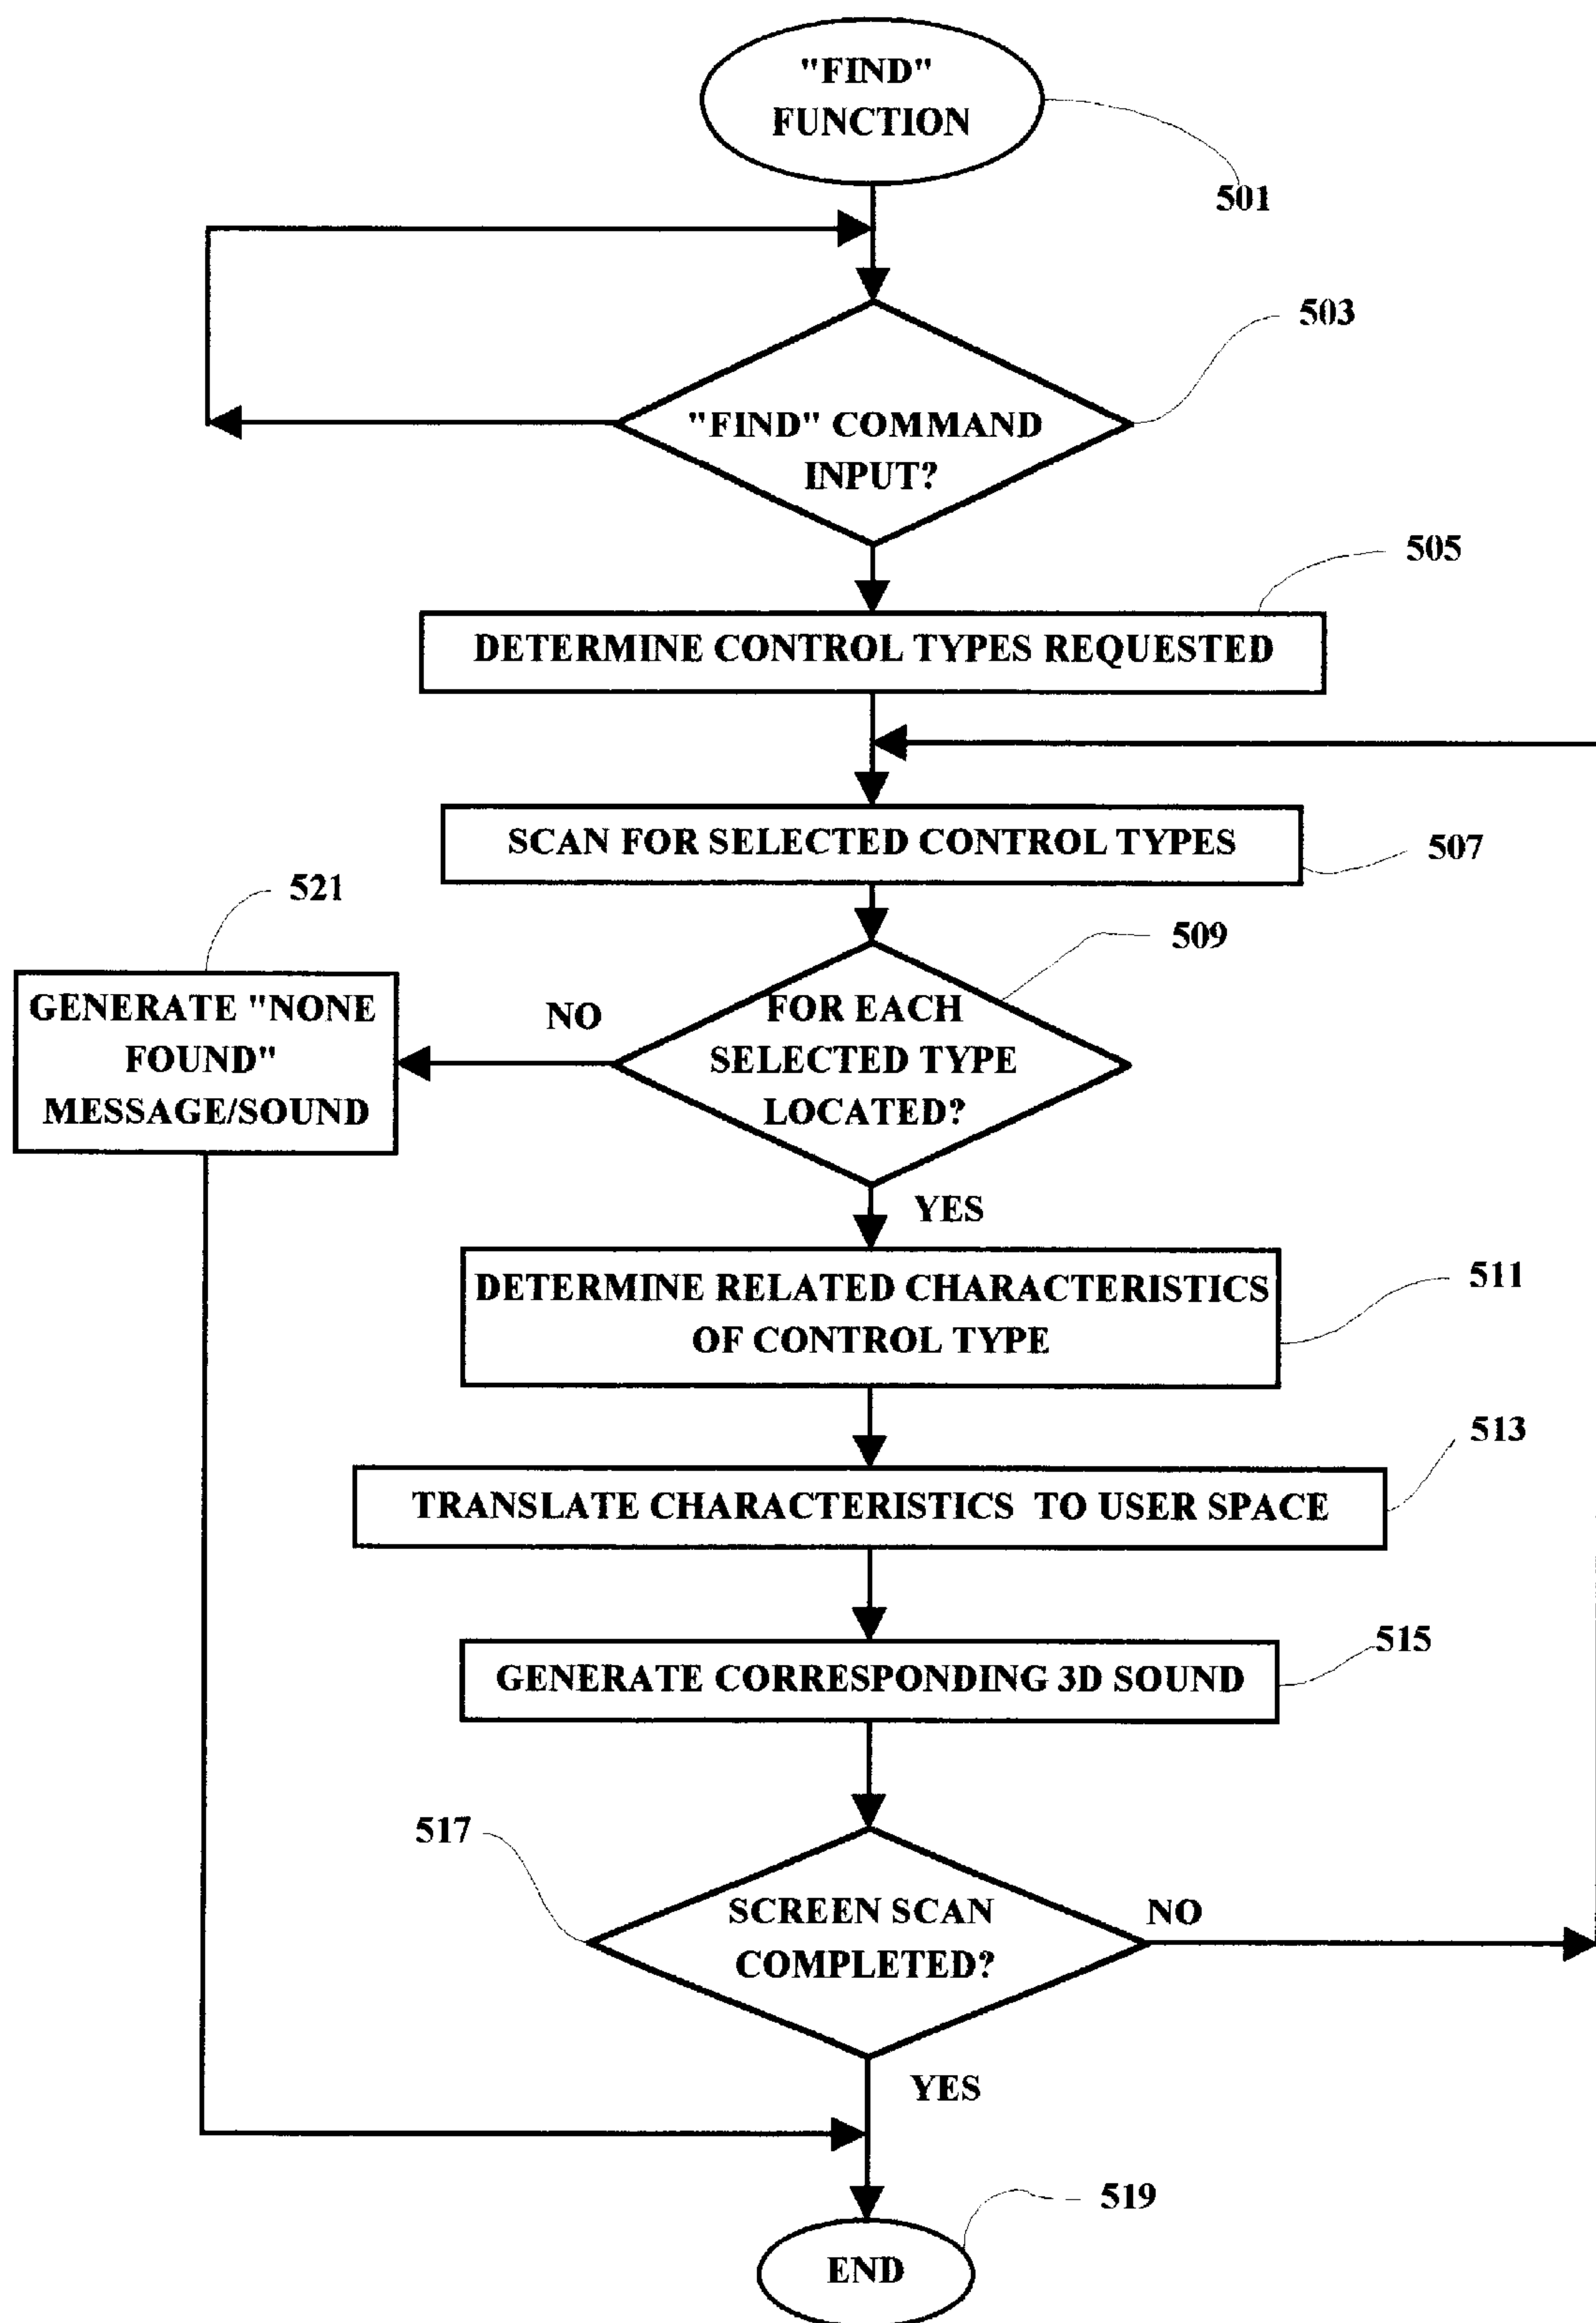 "FIND"
FUNCTION
501
503
"FIND" COMMAND
INPUT?
505
DETERMINE CONTROL TYPES REQUESTED
SCAN FOR SELECTED CONTROL TYPES
507
521
509
GENERATE "NONE
FOUND"
MESSAGE/SOUND
NO
FOR EACH
SELECTED TYPE
LOCATED?
YES
DETERMINE RELATED CHARACTERISTICS
OF CONTROL TYPE
511
513
TRANSLATE CHARACTERISTICS TO USER SPACE
515
GENERATE CORRESPONDING 3D SOUND
517
SCREEN SCAN
COMPLETED?
NO
YES
519
END